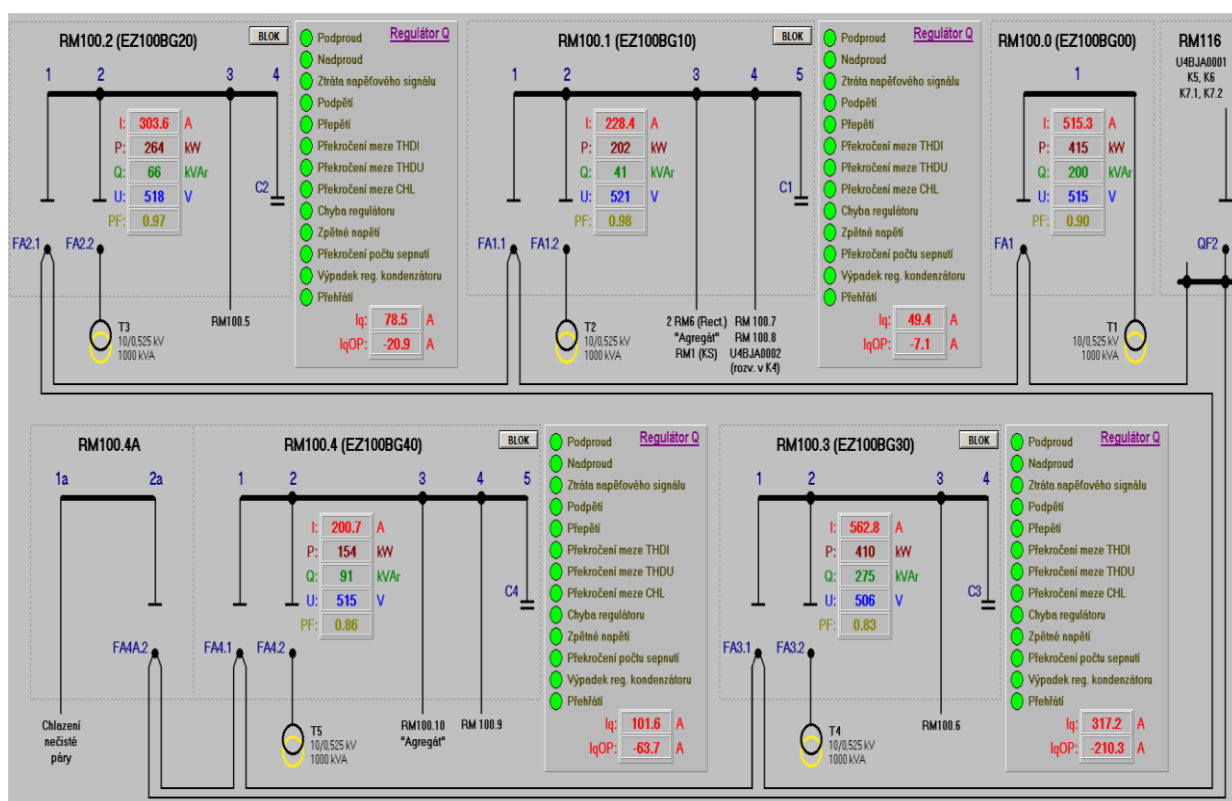 RM100.2 (EZ100BG20)
BLOK
1 2 3 4
I: 303.6 A
P: 264 kW
Q: 66 kVAr
U: 518 V
PF: 0.97
C2
FA2.1
FA2.2
T3
10/0,525 kV
1000 kVA
RM100.5
Regulátor Q
Podproud
Nadproud
Ztráta napěťového signálu
Podpětí
Přepětí
Překročení meze THDI
Překročení meze THDU
Překročení meze CHL
Chyba regulátoru
Zpětné napětí
Překročení počtu sepnutí
Výpadek reg. kondenzátoru
Přehřátí
Iq: 78.5 A
IqOP: -20.9 A
RM100.1 (EZ100BG10)
BLOK
1 2 3 4 5
I: 228.4 A
P: 202 kW
Q: 41 kVAr
U: 521 V
PF: 0.98
C1
FA1.1
FA1.2
T2
10/0,525 kV
1000 kVA
2 RM6 (Rect.)
"Agregát"
RM1 (KS)
RM 100.7
RM 100.8
U4BJA0002
(rozv. v K4)
Regulátor Q
Podproud
Nadproud
Ztráta napěťového signálu
Podpětí
Přepětí
Překročení meze THDI
Překročení meze THDU
Překročení meze CHL
Chyba regulátoru
Zpětné napětí
Překročení počtu sepnutí
Výpadek reg. kondenzátoru
Přehřátí
Iq: 49.4 A
IqOP: -7.1 A
RM100.0 (EZ100BG00)
1
I: 515.3 A
P: 415 kW
Q: 200 kVAr
U: 515 V
PF: 0.90
FA1
T1
10/0,525 kV
1000 kVA
RM116
U4BJA0001
K5, K6
K7.1, K7.2
QF2
RM100.4A
1a 2a
FA4A.2
Chlazení
nečisté
páry
RM100.4 (EZ100BG40)
BLOK
1 2 3 4 5
I: 200.7 A
P: 154 kW
Q: 91 kVAr
U: 515 V
PF: 0.86
C4
FA4.1
FA4.2
T5
10/0,525 kV
1000 kVA
RM100.10
"Agregát"
RM 100.9
Regulátor Q
Podproud
Nadproud
Ztráta napěťového signálu
Podpětí
Přepětí
Překročení meze THDI
Překročení meze THDU
Překročení meze CHL
Chyba regulátoru
Zpětné napětí
Překročení počtu sepnutí
Výpadek reg. kondenzátoru
Přehřátí
Iq: 101.6 A
IqOP: -63.7 A
RM100.3 (EZ100BG30)
BLOK
1 2 3 4
I: 562.8 A
P: 410 kW
Q: 275 kVAr
U: 506 V
PF: 0.83
C3
FA3.1
FA3.2
T4
10/0,525 kV
1000 kVA
RM100.6
Regulátor Q
Podproud
Nadproud
Ztráta napěťového signálu
Podpětí
Přepětí
Překročení meze THDI
Překročení meze THDU
Překročení meze CHL
Chyba regulátoru
Zpětné napětí
Překročení počtu sepnutí
Výpadek reg. kondenzátoru
Přehřátí
Iq: 317.2 A
IqOP: -210.3 A